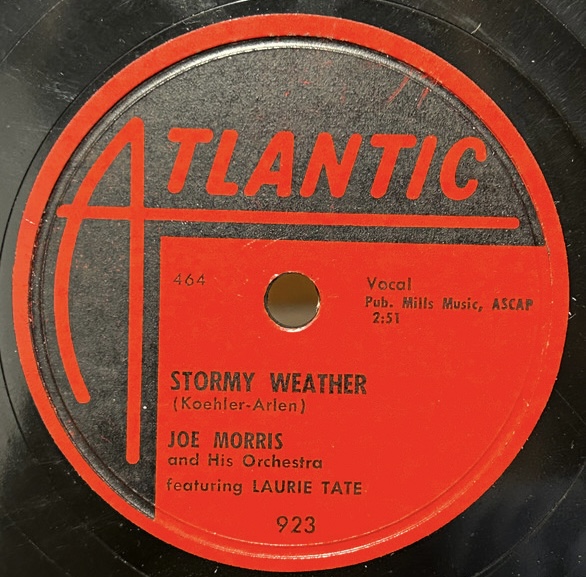 ATLANTIC
464
Vocal
Pub. Mills Music, ASCAP
2:51
STORMY WEATHER
(Koehler-Arlen)
JOE MORRIS
and His Orchestra
featuring LAURIE TATE
923